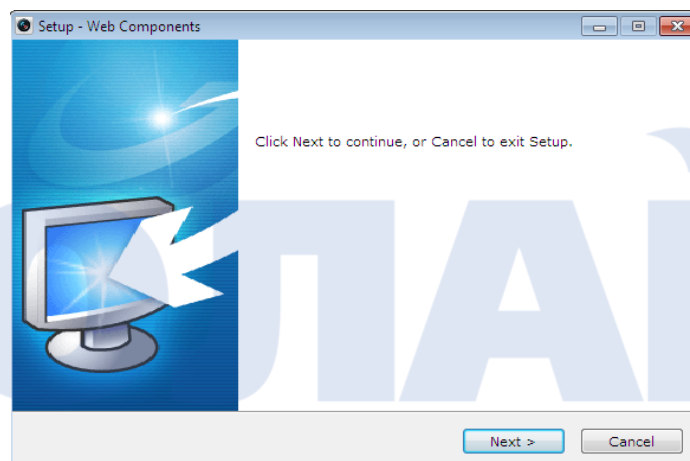 Setup - Web Components
Click Next to continue, or Cancel to exit Setup.
Next >
Cancel